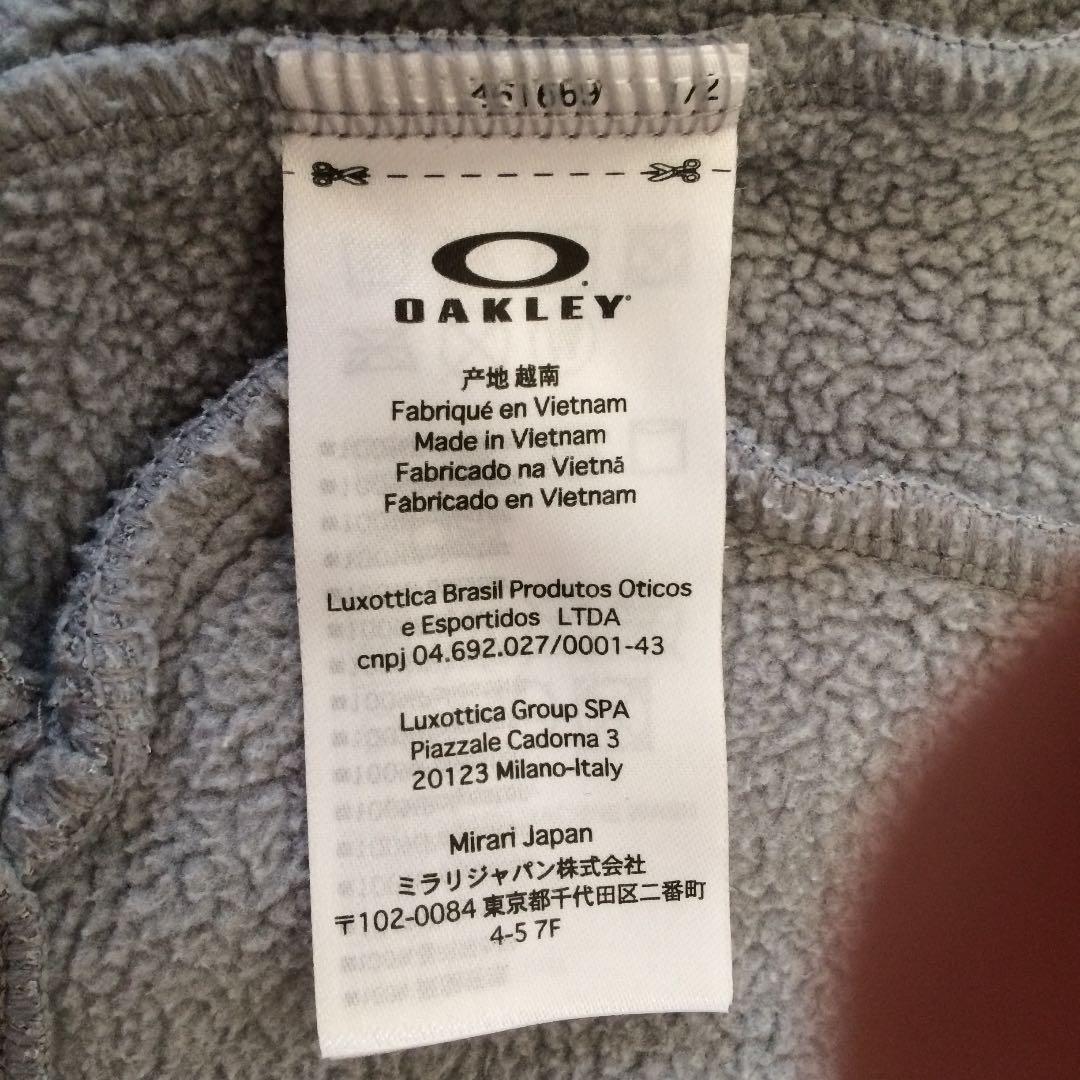 461669 1/2
OAKLEY
产地 越南
Fabriqué en Vietnam
Made in Vietnam
Fabricado na Vietnã
Fabricado en Vietnam
Luxottica Brasil Produtos Oticos
e Esportidos LTDA
cnpj 04.692.027/0001-43
Luxottica Group SPA
Piazzale Cadorna 3
20123 Milano-Italy
Mirari Japan
ミラリジャパン株式会社
〒102-0084 東京都千代田区二番町
4-5 7F